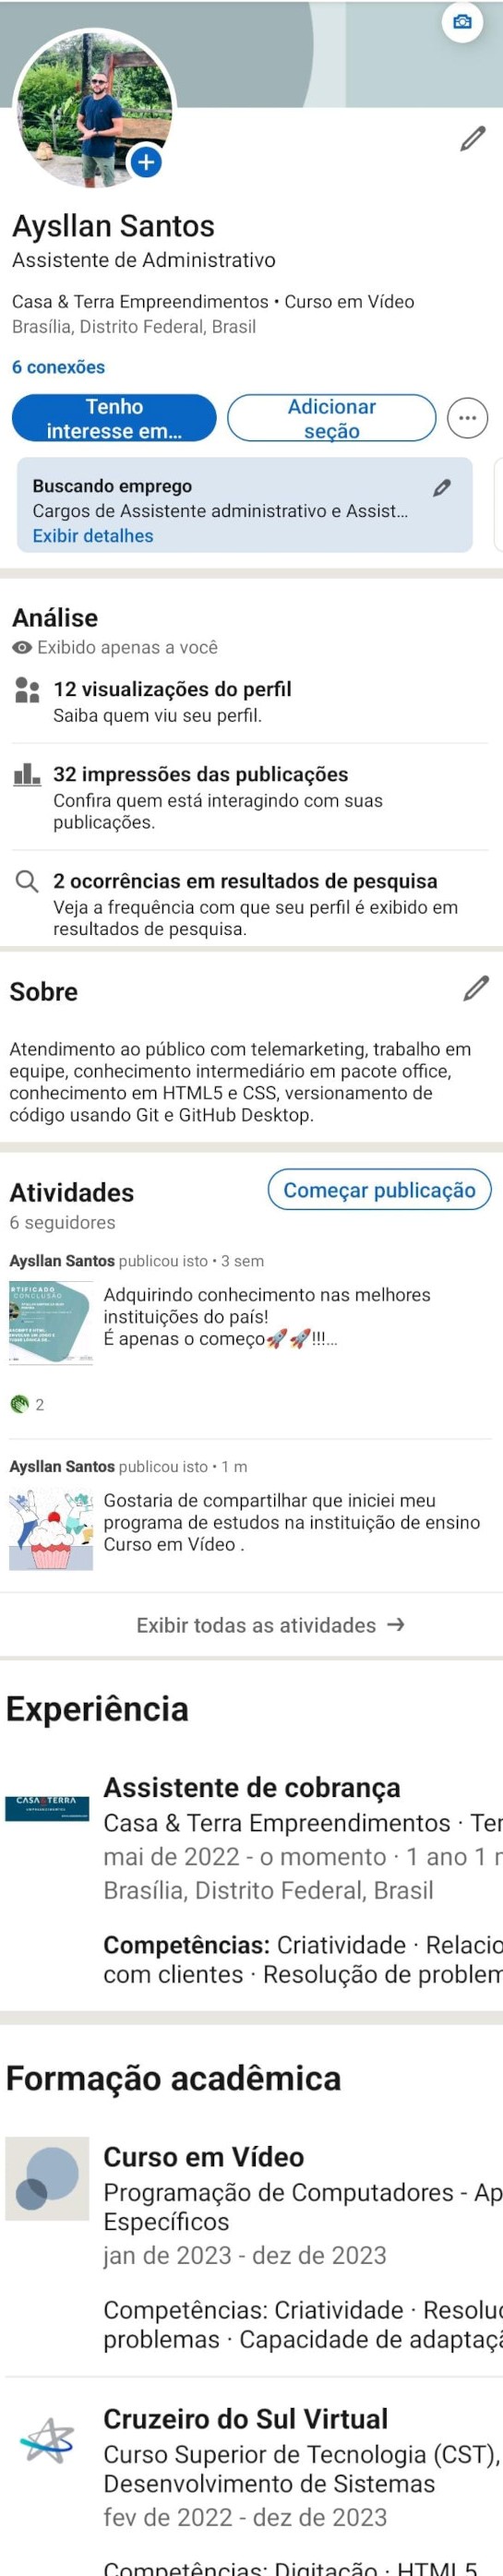 Aysllan Santos
Assistente de Administrativo
Casa & Terra Empreendimentos • Curso em Vídeo
Brasília, Distrito Federal, Brasil
6 conexões
Tenho
interesse em...
Adicionar
seção
Buscando emprego
Cargos de Assistente administrativo e Assist...
Exibir detalhes
Análise
Exibido apenas a você
12 visualizações do perfil
Saiba quem viu seu perfil.
32 impressões das publicações
Confira quem está interagindo com suas
publicações.
2 ocorrências em resultados de pesquisa
Veja a frequência com que seu perfil é exibido em
resultados de pesquisa.
Sobre
Atendimento ao público com telemarketing, trabalho em
equipe, conhecimento intermediário em pacote office,
conhecimento em HTML5 e CSS, versionamento de
código usando Git e GitHub Desktop.
Atividades
Começar publicação
6 seguidores
Aysllan Santos publicou isto • 3 sem
Adquirindo conhecimento nas melhores
instituições do país!
É apenas o começo🚀🚀!!!...
2
Aysllan Santos publicou isto • 1 m
Gostaria de compartilhar que iniciei meu
programa de estudos na instituição de ensino
Curso em Vídeo .
Exibir todas as atividades →
Experiência
CASA&TERRA
Assistente de cobrança
Casa & Terra Empreendimentos · Ter
mai de 2022 - o momento · 1 ano 1
Brasília, Distrito Federal, Brasil
Competências: Criatividade · Relacio
com clientes · Resolução de problem
Formação acadêmica
Curso em Vídeo
Programação de Computadores - Ap
Específicos
jan de 2023 - dez de 2023
Competências: Criatividade · Resolu
problemas · Capacidade de adaptaçã
Cruzeiro do Sul Virtual
Curso Superior de Tecnologia (CST),
Desenvolvimento de Sistemas
fev de 2022 - dez de 2023
Competências: Digitação · HTML5